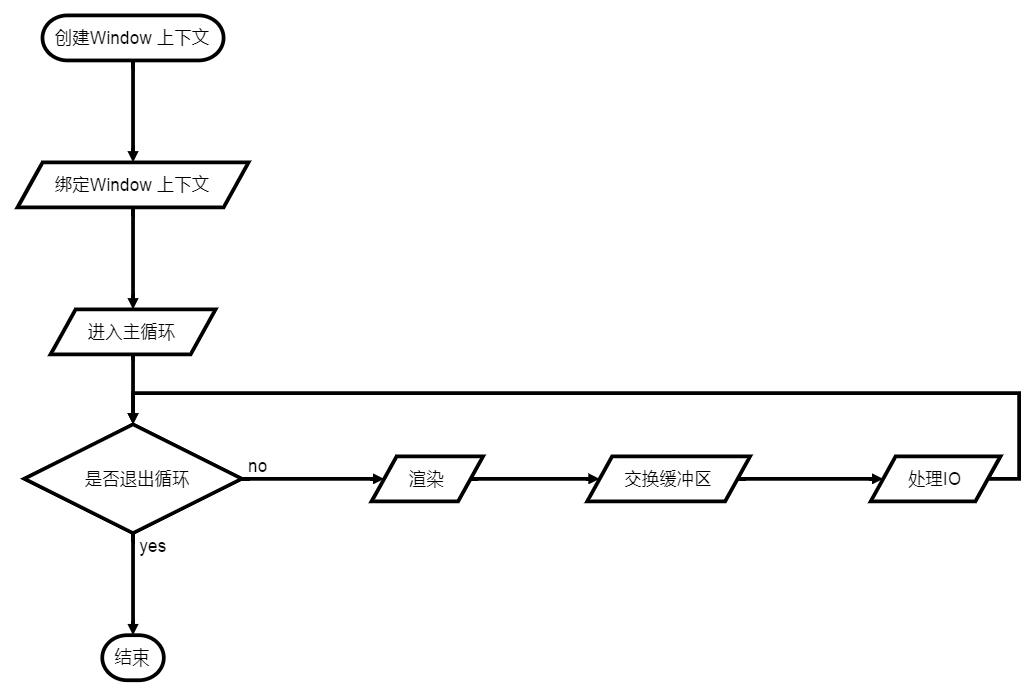 创建Window 上下文
绑定Window 上下文
进入主循环
是否退出循环
no
渲染
交换缓冲区
处理IO
yes
结束